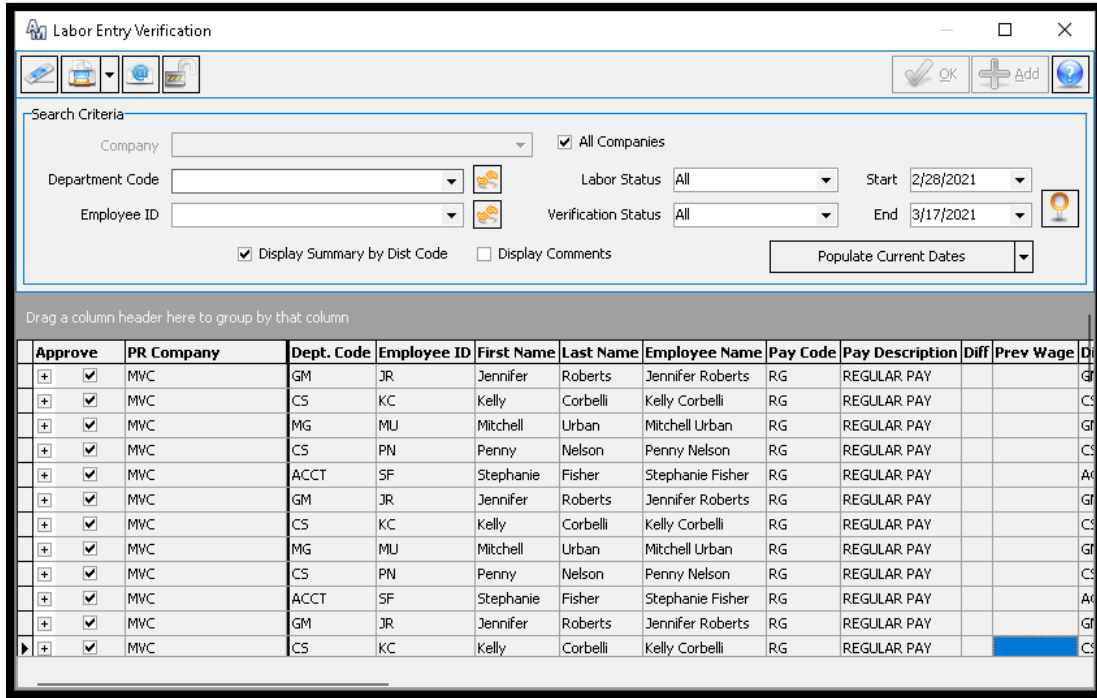 Labor Entry Verification
OK Add
Search Criteria
Company All Companies
Department Code Labor Status All Start 2/28/2021
Employee ID Verification Status All End 3/17/2021
Display Summary by Dist Code Display Comments Populate Current Dates
Drag a column header here to group by that column
Approve PR Company Dept. Code Employee ID First Name Last Name Employee Name Pay Code Pay Description Diff Prev Wage
MVC GM JR Jennifer Roberts Jennifer Roberts RG REGULAR PAY
MVC CS KC Kelly Corbelli Kelly Corbelli RG REGULAR PAY
MVC MG MU Mitchell Urban Mitchell Urban RG REGULAR PAY
MVC CS PN Penny Nelson Penny Nelson RG REGULAR PAY
MVC ACCT SF Stephanie Fisher Stephanie Fisher RG REGULAR PAY
MVC GM JR Jennifer Roberts Jennifer Roberts RG REGULAR PAY
MVC CS KC Kelly Corbelli Kelly Corbelli RG REGULAR PAY
MVC MG MU Mitchell Urban Mitchell Urban RG REGULAR PAY
MVC CS PN Penny Nelson Penny Nelson RG REGULAR PAY
MVC ACCT SF Stephanie Fisher Stephanie Fisher RG REGULAR PAY
MVC GM JR Jennifer Roberts Jennifer Roberts RG REGULAR PAY
MVC CS KC Kelly Corbelli Kelly Corbelli RG REGULAR PAY